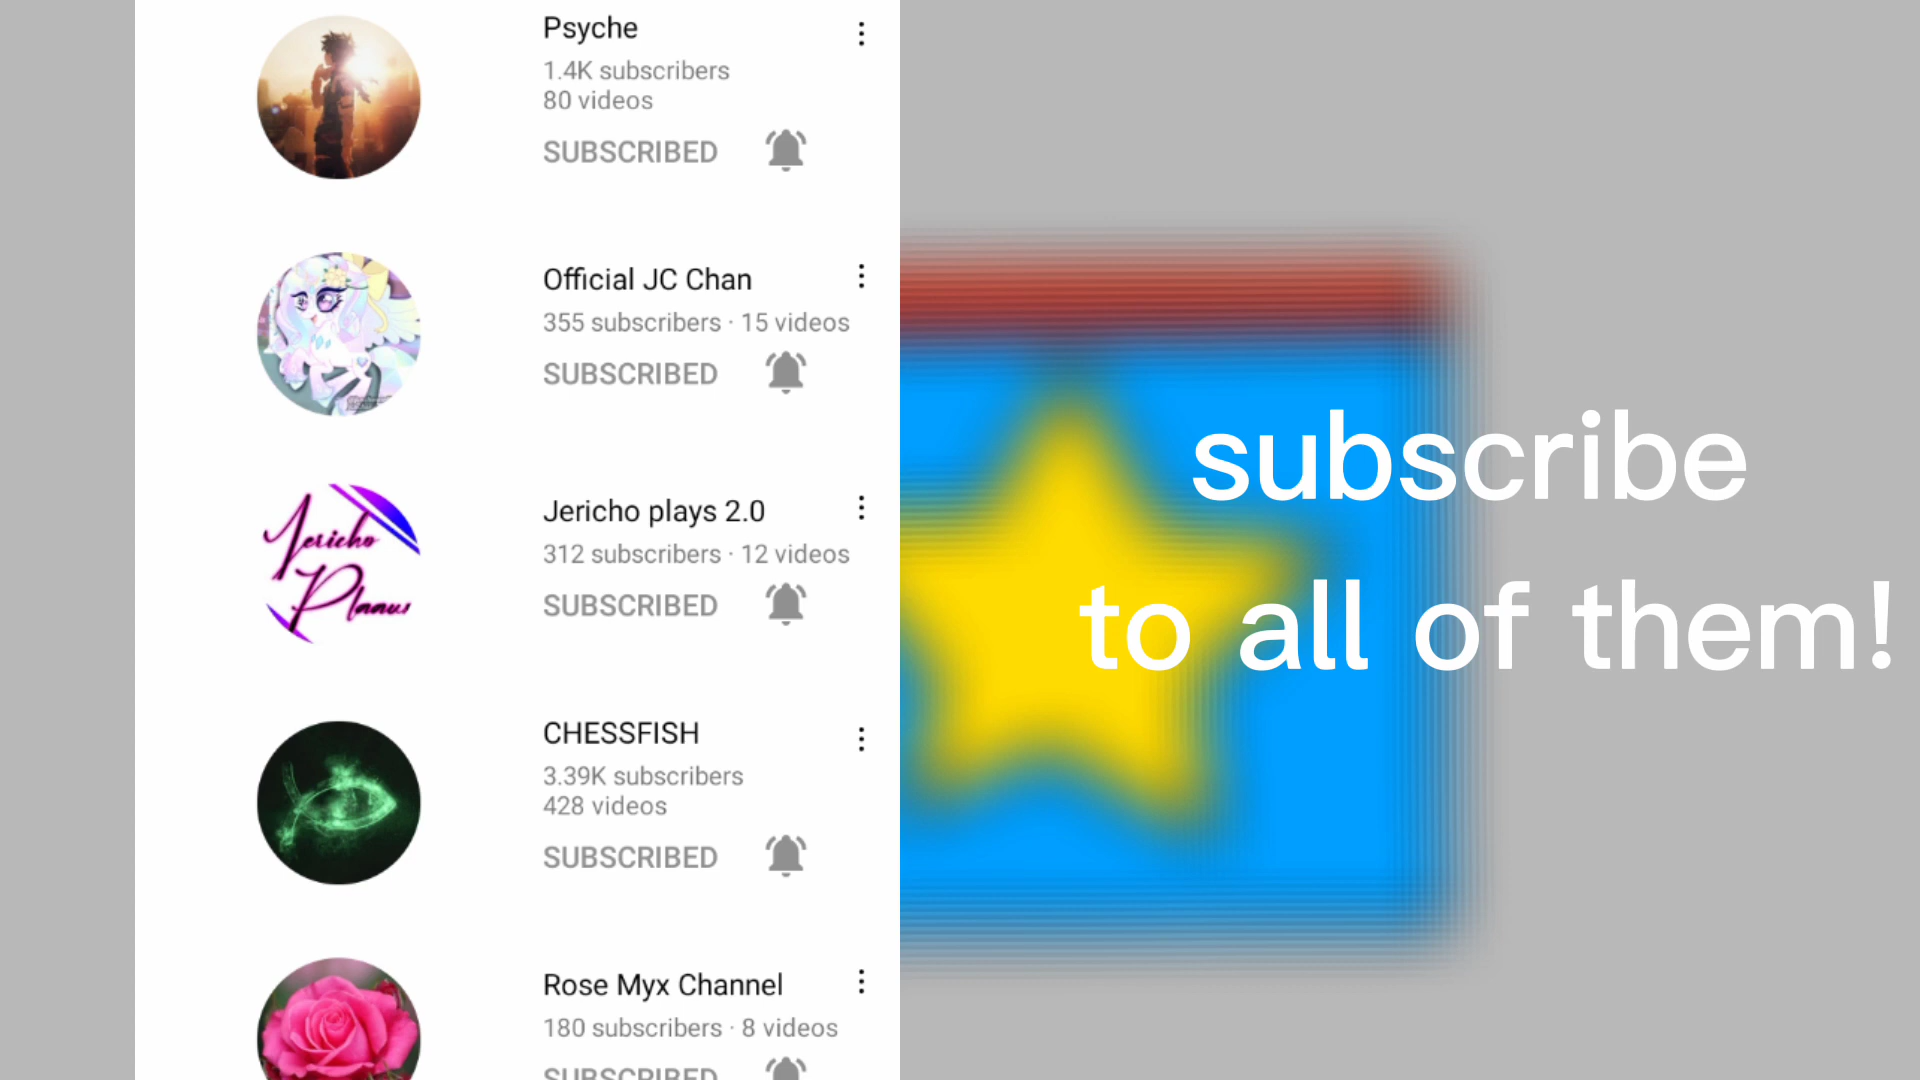 Psyche
1.4K subscribers
80 videos
SUBSCRIBED
Official JC Chan
355 subscribers · 15 videos
SUBSCRIBED
Jericho
Jericho plays 2.0
312 subscribers · 12 videos
SUBSCRIBED
CHESSFISH
3.39K subscribers
428 videos
SUBSCRIBED
Rose Myx Channel
180 subscribers · 8 videos
SUBSCRIBED
subscribe
to all of them!